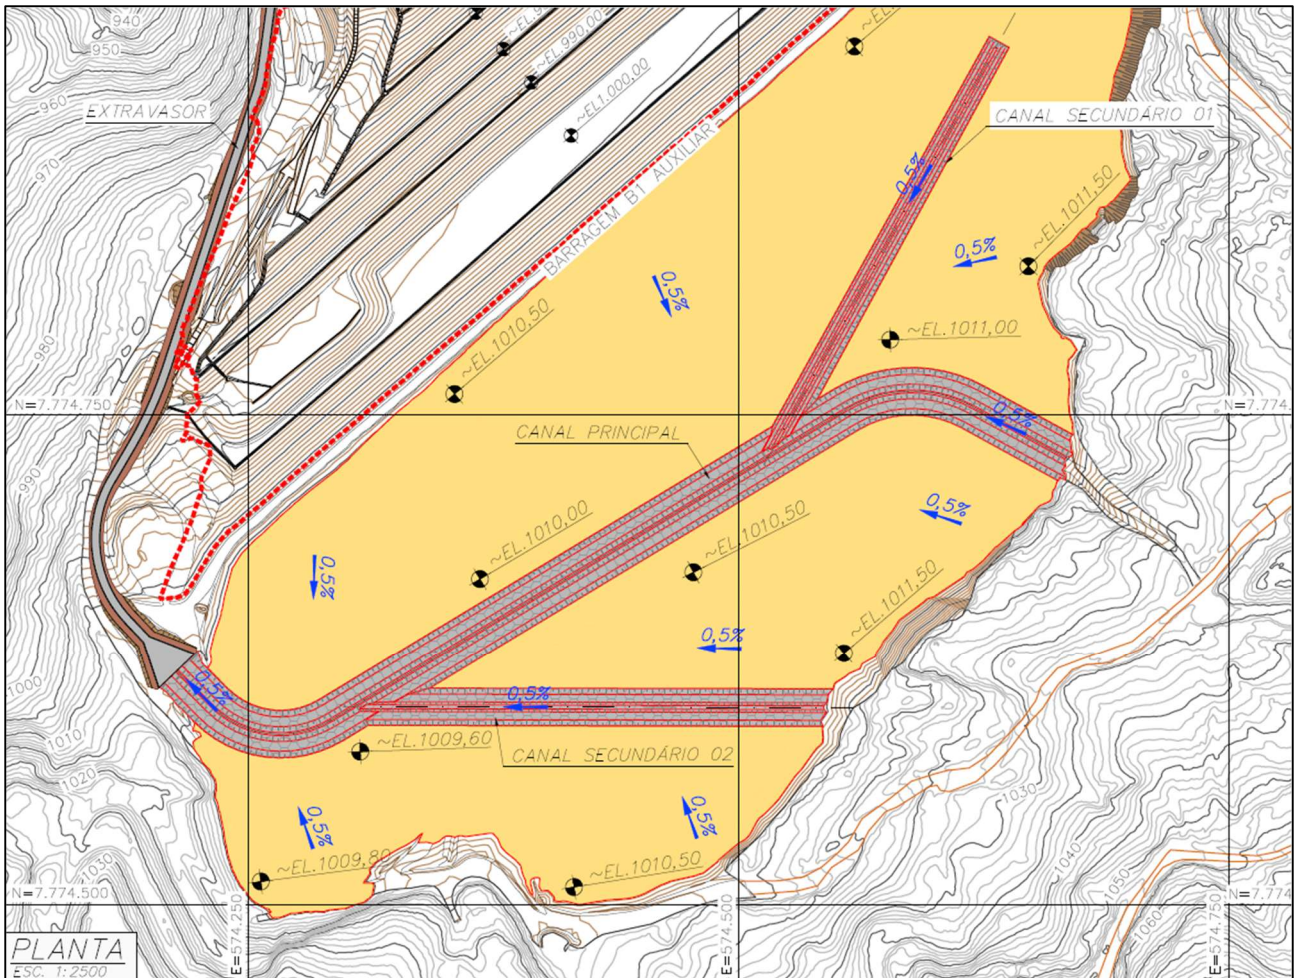 940
950
960
970
980
990
1000
1010
1020
1030
EXTRAVASOR
~EL.990,00
~EL1.000,00
BARRAGEM B1 AUXILIAR
CANAL SECUNDÁRIO 01
0,5%
~EL.1011,50
0,5%
0,5%
~EL.1010,50
~EL.1011,00
N=7.774.750
N=7.774
0,5%
CANAL PRINCIPAL
0,5%
~EL.1010,00
~EL.1010,50
0,5%
~EL.1011,50
0,5%
0,5%
0,5%
~EL.1009,60
CANAL SECUNDÁRIO 02
0,5%
0,5%
~EL.1009,80
~EL.1010,50
1030
1040
1050
1060
N=7.774.500
N=7.774
E=574.250
E=574.500
E=574.750
PLANTA
ESC. 1:2500